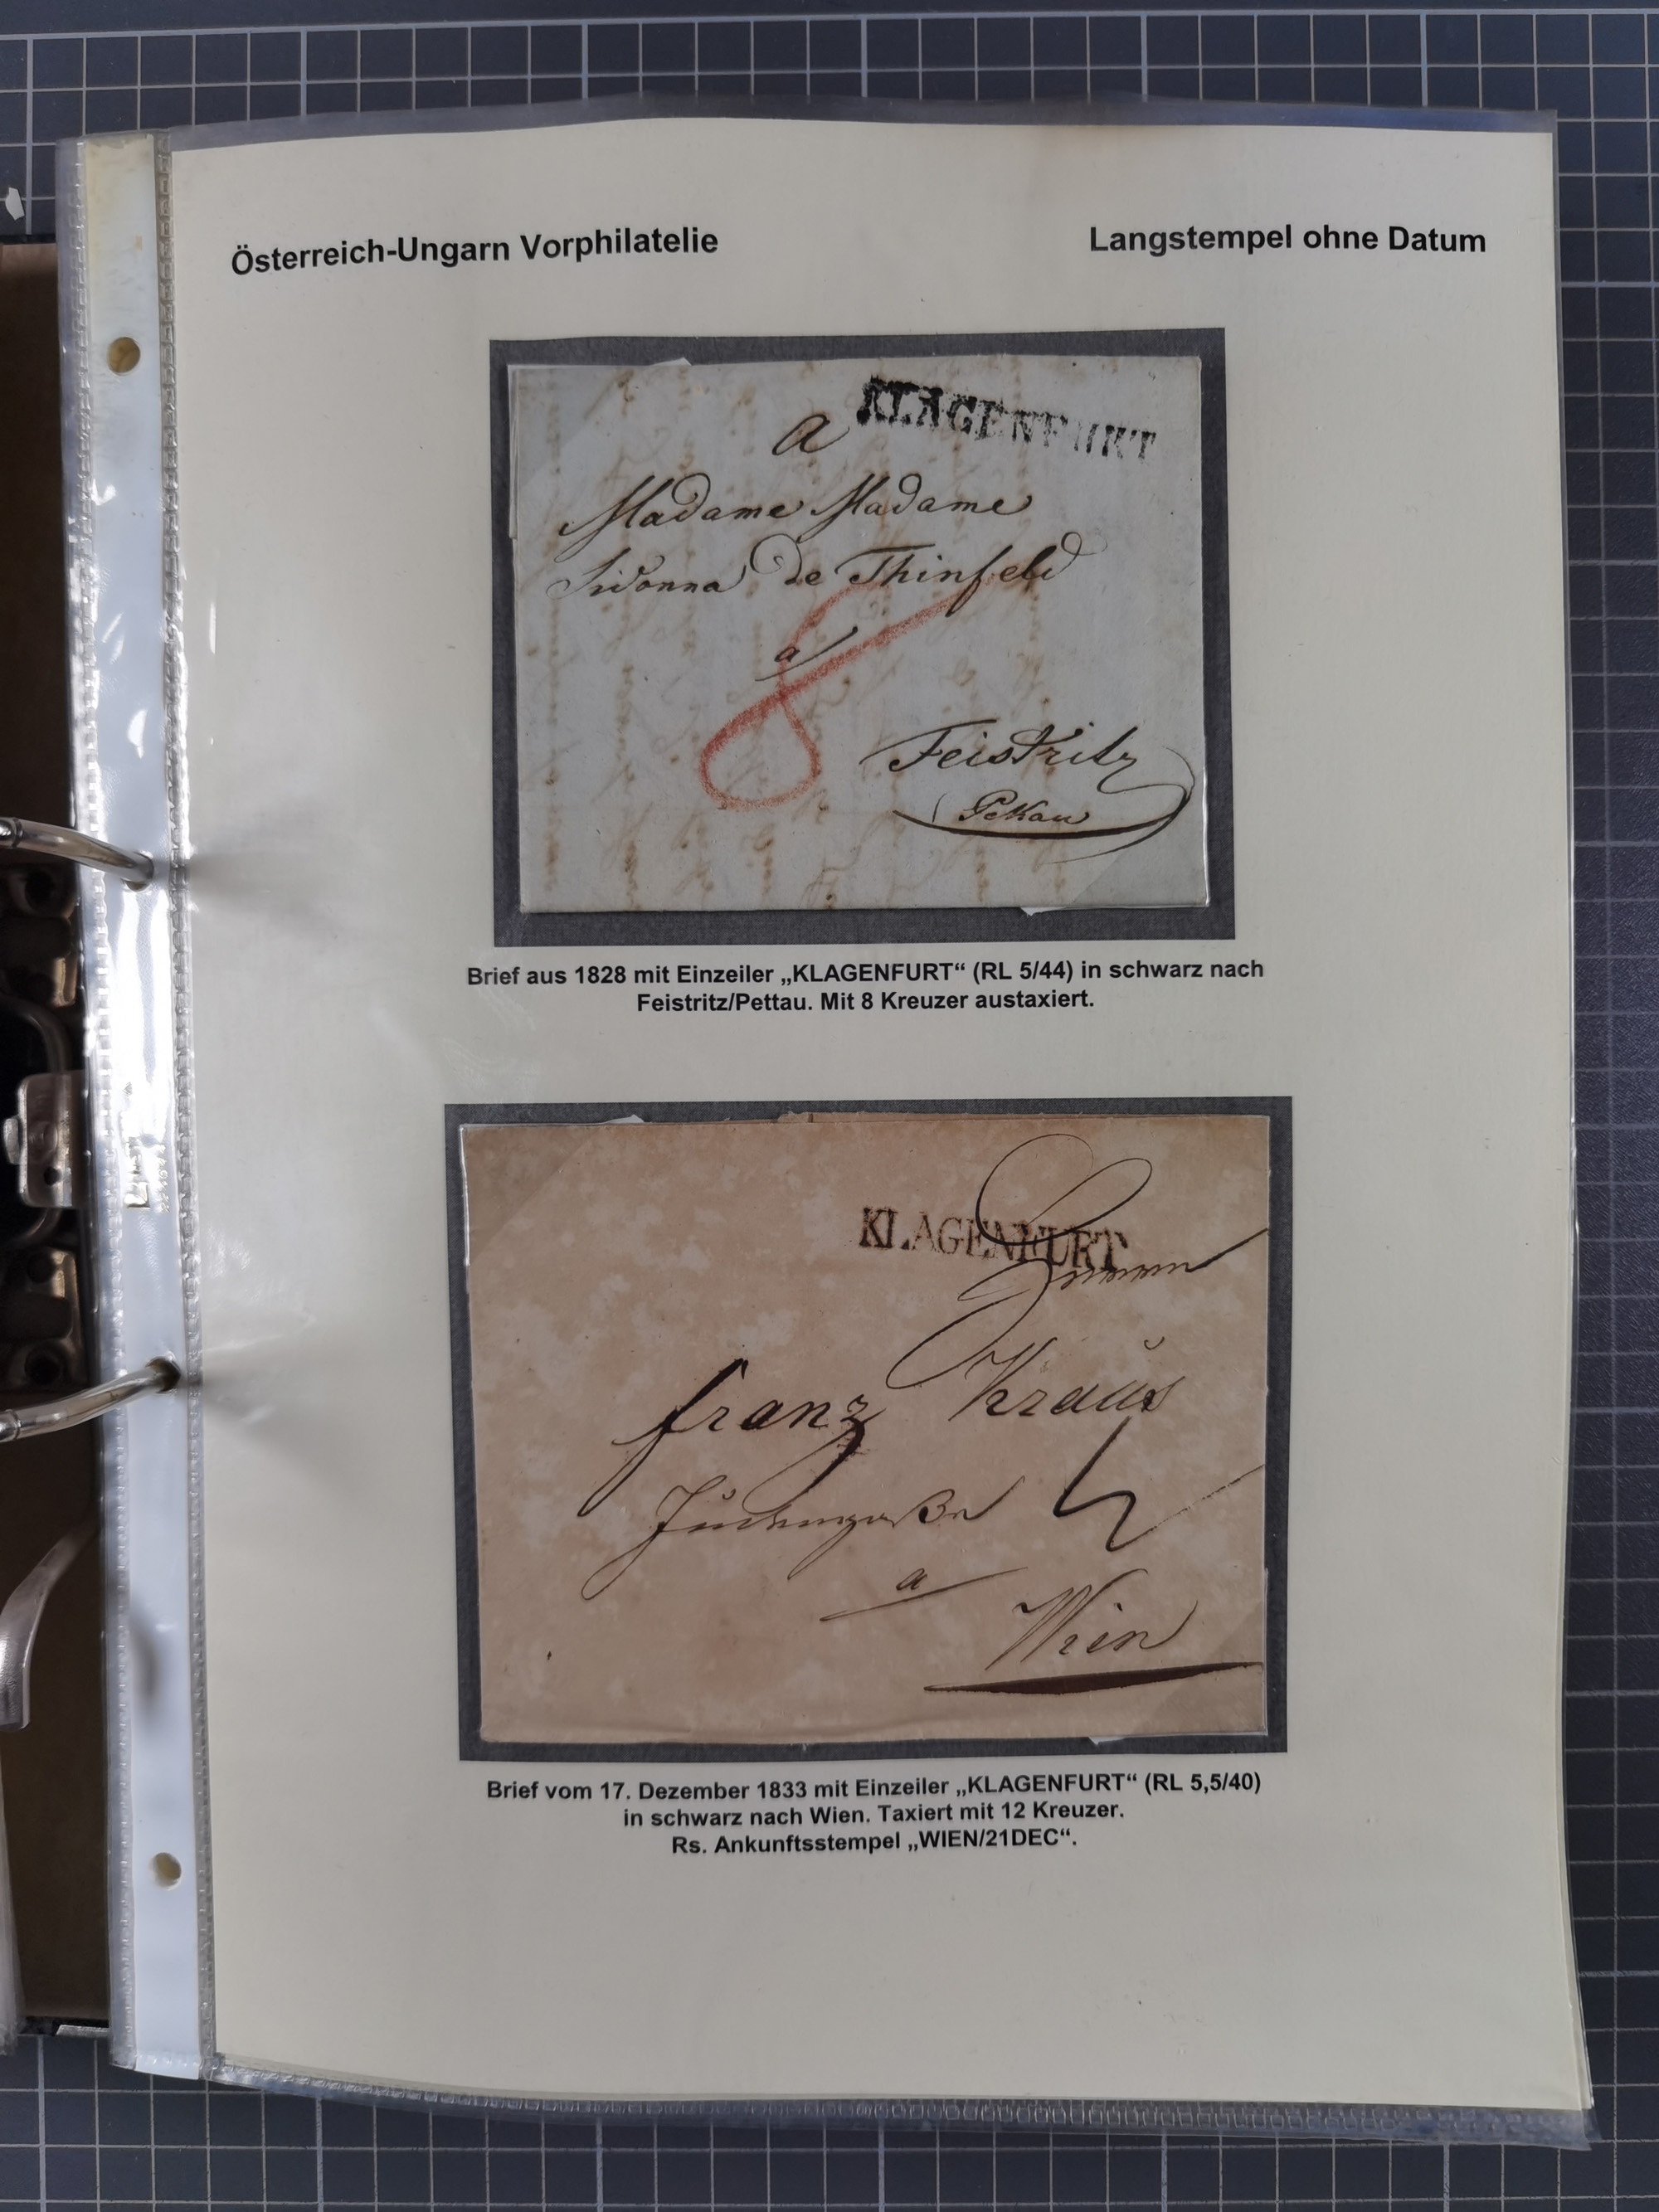 Österreich-Ungarn Vorphilatelie
Langstempel ohne Datum
KLAGENFURT
a
Madame Madame
Sidonna de Thinfeld
a
8
Feistritz
Brief aus 1828 mit Einzeiler „KLAGENFURT“ (RL 5/44) in schwarz nach
Feistritz/Pettau. Mit 8 Kreuzer austaxiert.
KLAGENFURT
Franz Kraus
a
Wien
Brief vom 17. Dezember 1833 mit Einzeiler „KLAGENFURT“ (RL 5,5/40)
in schwarz nach Wien. Taxiert mit 12 Kreuzer.
Rs. Ankunftsstempel „WIEN/21DEC“.